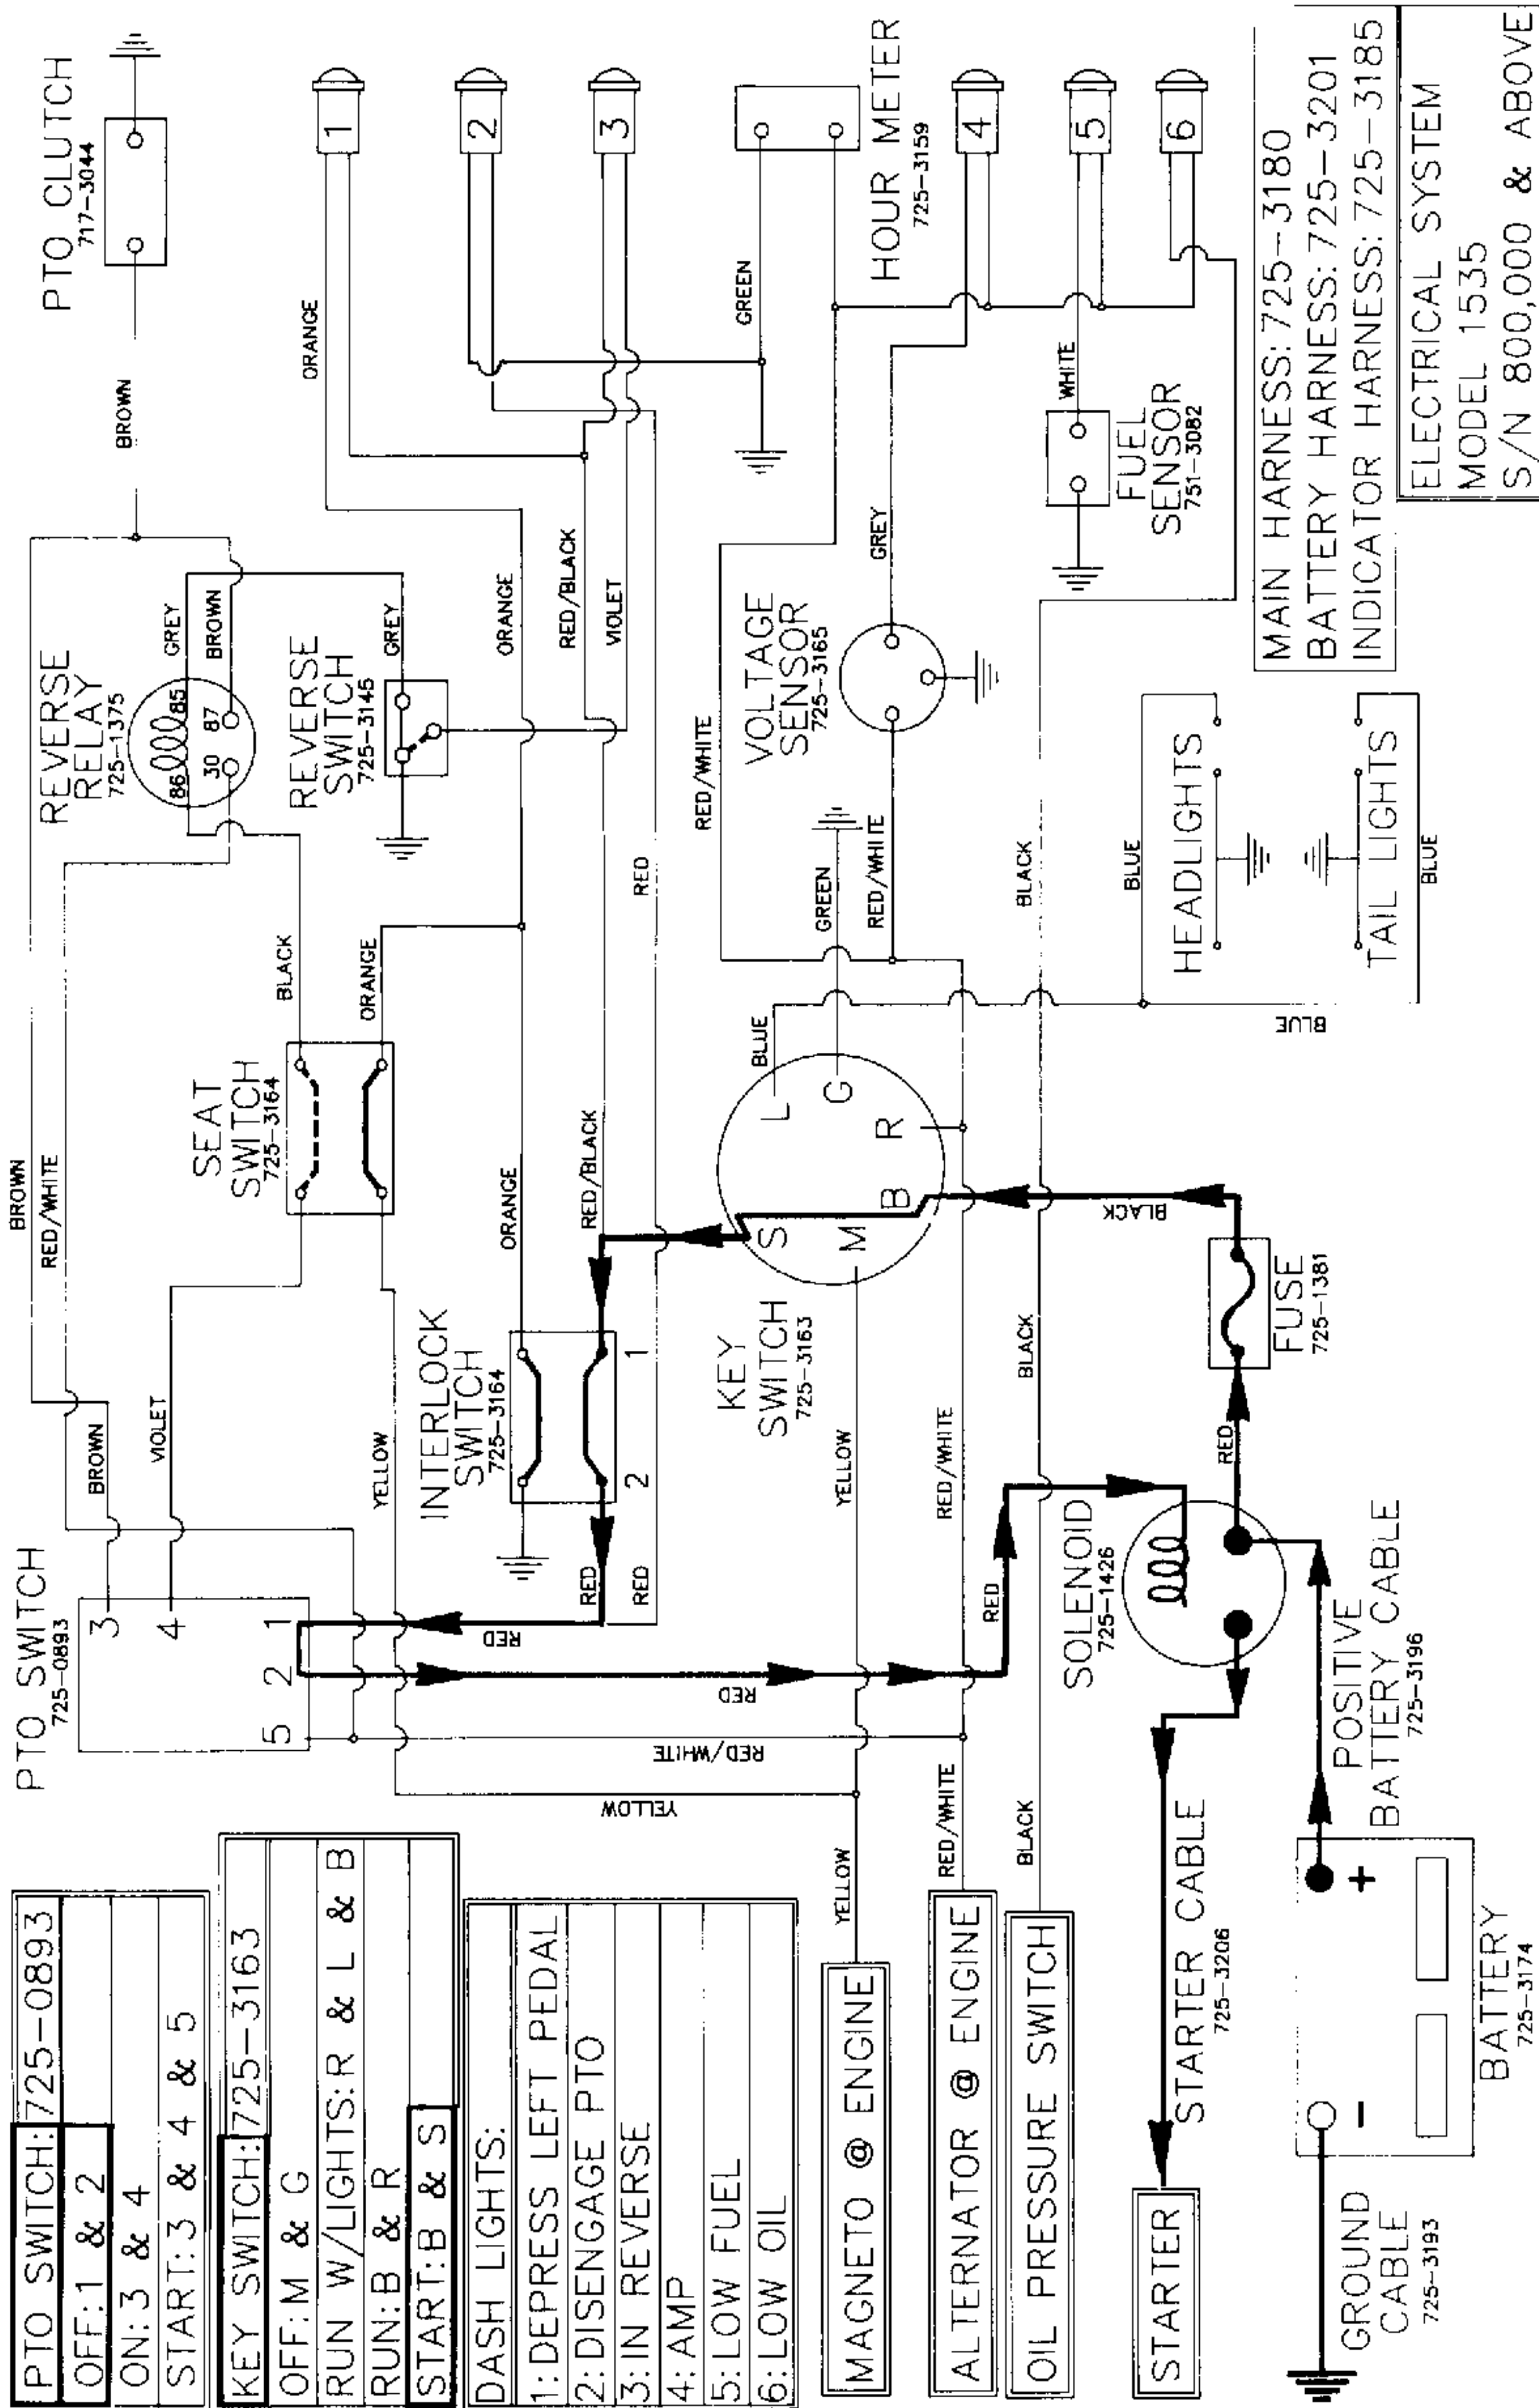 PTO SWITCH: 725-0893
OFF: 1 & 2
ON: 3 & 4
START: 3 & 4 & 5
KEY SWITCH: 725-3163
OFF: M & G
RUN W/LIGHTS: R & L & B
RUN: B & R
START: B & S
DASH LIGHTS:
1: DEPRESS LEFT PEDAL
2: DISENGAGE PTO
3: IN REVERSE
4: AMP
5: LOW FUEL
6: LOW OIL
MAGNETO @ ENGINE
YELLOW
ALTERNATOR @ ENGINE
RED/WHITE
OIL PRESSURE SWITCH
BLACK
STARTER
STARTER CABLE
725-3206
GROUND
CABLE
725-3193
-
+
BATTERY
725-3174
POSITIVE
BATTERY CABLE
725-3196
PTO SWITCH
725-0893
3
4
5
2
1
BROWN
VIOLET
YELLOW
YELLOW
RED/WHITE
RED
RED
RED
RED
RED
BROWN
RED/WHITE
INTERLOCK
SWITCH
725-3164
2
1
ORANGE
RED/BLACK
YELLOW
RED/WHITE
BLACK
SOLENOID
725-1426
RED
FUSE
725-1381
BLACK
KEY
SWITCH
725-3163
S
M
B
L
G
R
SEAT
SWITCH
725-3164
BLACK
ORANGE
BLUE
GREEN
RED/WHITE
BLUE
RED
BLACK
RED/WHITE
REVERSE
RELAY
725-1375
86
85
30
87
GREY
BROWN
REVERSE
SWITCH
725-3145
GREY
ORANGE
RED/BLACK
VIOLET
VOLTAGE
SENSOR
725-3165
GREY
BLUE
HEADLIGHTS
TAIL LIGHTS
BLUE
BROWN
PTO CLUTCH
717-3044
ORANGE
1
2
3
GREEN
HOUR METER
725-3159
4
5
6
WHITE
FUEL
SENSOR
751-3082
MAIN HARNESS: 725-3180
BATTERY HARNESS: 725-3201
INDICATOR HARNESS: 725-3185
ELECTRICAL SYSTEM
MODEL 1535
S/N 800,000 & ABOVE